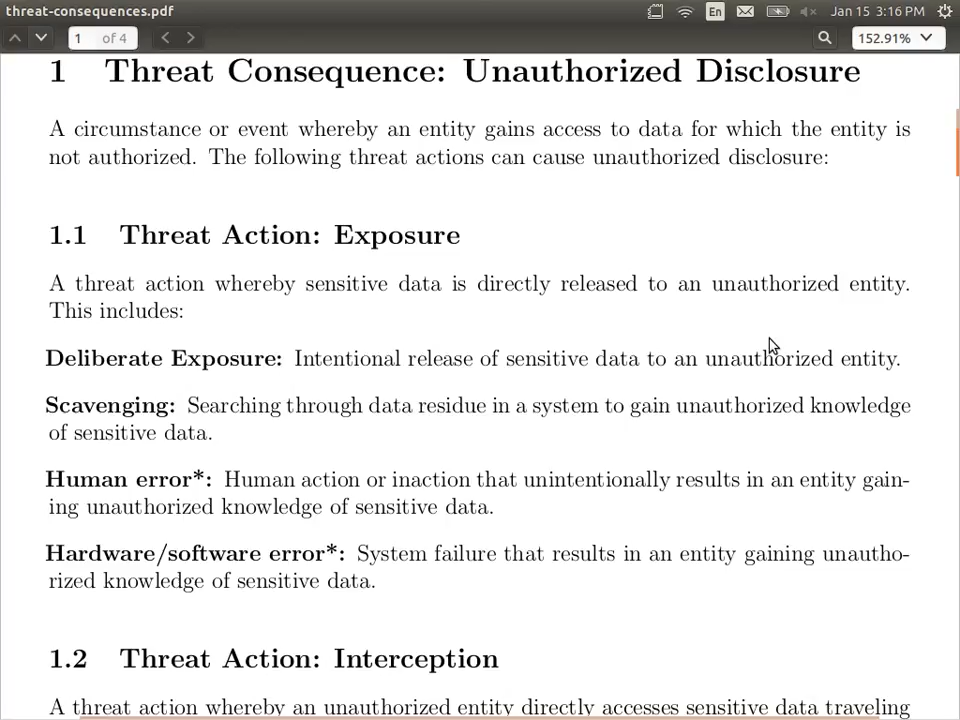 threat-consequences.pdf
En
Jan 15 3:16 PM
1 of 4
152.91%
1 Threat Consequence: Unauthorized Disclosure
A circumstance or event whereby an entity gains access to data for which the entity is
not authorized. The following threat actions can cause unauthorized disclosure:
1.1 Threat Action: Exposure
A threat action whereby sensitive data is directly released to an unauthorized entity.
This includes:
Deliberate Exposure: Intentional release of sensitive data to an unauthorized entity.
Scavenging: Searching through data residue in a system to gain unauthorized knowledge
of sensitive data.
Human error*: Human action or inaction that unintentionally results in an entity gain-
ing unauthorized knowledge of sensitive data.
Hardware/software error*: System failure that results in an entity gaining unautho-
rized knowledge of sensitive data.
1.2 Threat Action: Interception
A threat action whereby an unauthorized entity directly accesses sensitive data traveling